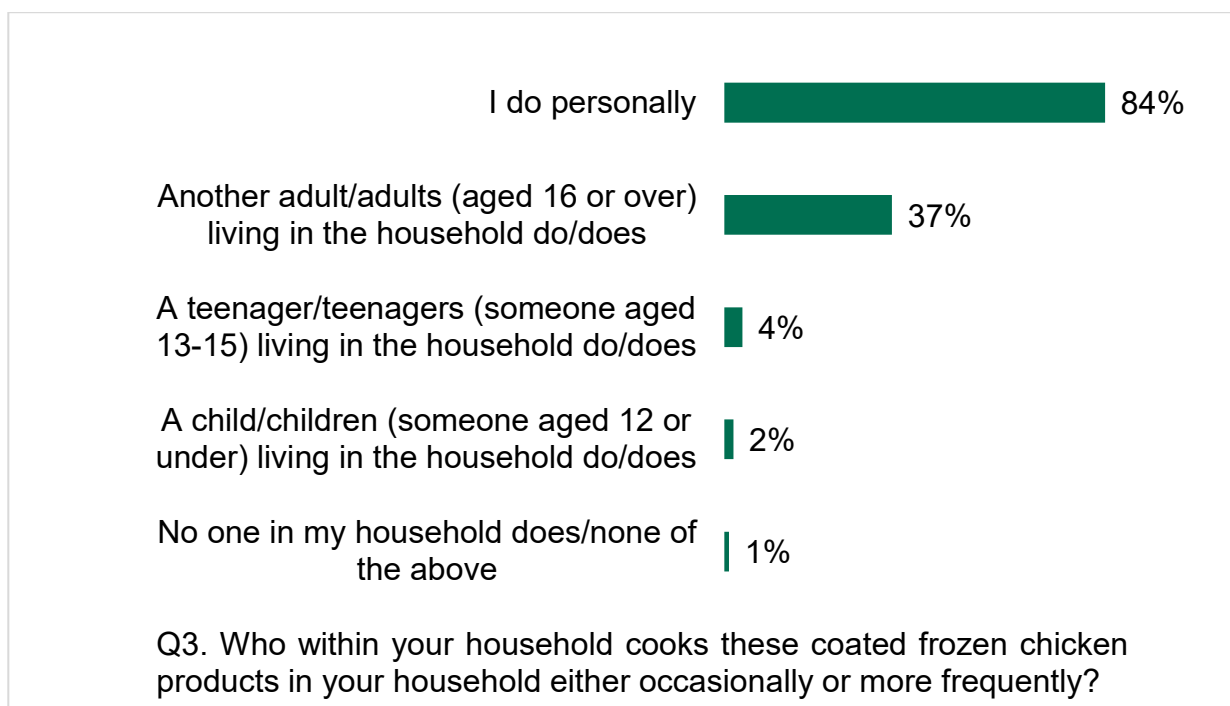 I do personally
84%
Another adult/adults (aged 16 or over)
living in the household do/does
37%
A teenager/teenagers (someone aged
13-15) living in the household do/does
4%
A child/children (someone aged 12 or
under) living in the household do/does
2%
No one in my household does/none of
the above
1%
Q3. Who within your household cooks these coated frozen chicken
products in your household either occasionally or more frequently?